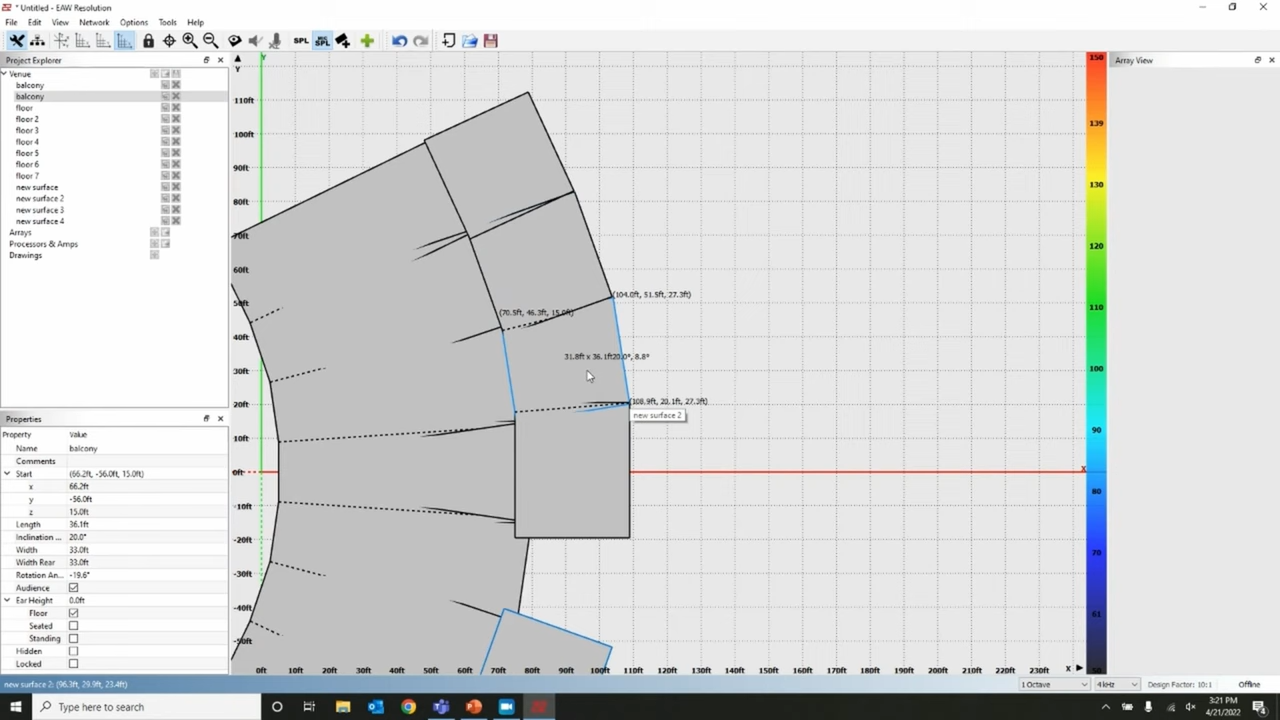 * Untitled - EAW Resolution
File Edit View Network Options Tools Help
SPL
SPL
Project Explorer
Venue
balcony
balcony
floor
floor 2
floor 3
floor 4
floor 5
floor 6
floor 7
new surface
new surface 2
new surface 3
new surface 4
Arrays
Processors & Amps
Drawings
Properties
Property Value
Name balcony
Comments
Start (66.2ft, -56.0ft, 15.0ft)
x 66.2ft
y -56.0ft
z 15.0ft
Length 36.1ft
Inclination ... 20.0°
Width 33.0ft
Width Rear 33.0ft
Rotation An... -19.6°
Audience
Ear Height 0.0ft
Floor
Seated
Standing
Hidden
Locked
Y
Y
110ft
100ft
90ft
80ft
70ft
60ft
50ft
40ft
30ft
20ft
10ft
0ft
-10ft
-20ft
-30ft
-40ft
-50ft
(104.0ft, 51.5ft, 27.3ft)
(70.5ft, 46.3ft, 15.0ft)
31.8ft x 36.1ft20.0°, 8.8°
(108.9ft, 20.1ft, 27.3ft)
new surface 2
X
0ft 10ft 20ft 30ft 40ft 50ft 60ft 70ft 80ft 90ft 100ft 110ft 120ft 130ft 140ft 150ft 160ft 170ft 180ft 190ft 200ft 210ft 220ft 230ft X
150
139
130
120
110
100
90
80
70
61
50
Array View
new surface 2: (96.3ft, 29.9ft, 23.4ft)
1 Octave 4 kHz Design Factor: 10:1 Offline
Type here to search
3:21 PM
4/21/2022
4